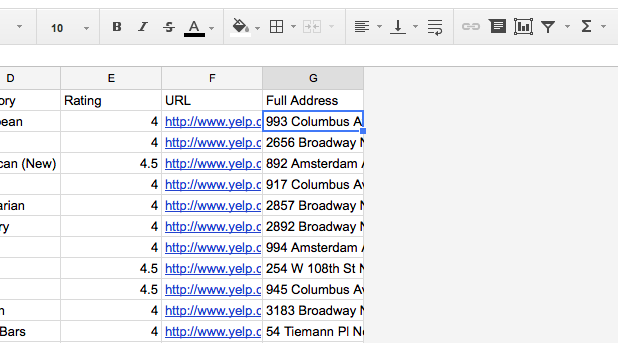 10 B I S A Σ
D E F G
ory Rating URL Full Address
pean 4 http://www.yelp.c 993 Columbus A
4 http://www.yelp.c 2656 Broadway N
can (New) 4.5 http://www.yelp.c 892 Amsterdam A
4 http://www.yelp.c 917 Columbus Av
arian 4 http://www.yelp.c 2857 Broadway N
ry 4 http://www.yelp.c 2892 Broadway N
4 http://www.yelp.c 994 Amsterdam A
4.5 http://www.yelp.c 254 W 108th St N
4.5 http://www.yelp.c 945 Columbus Av
n 4 http://www.yelp.c 3183 Broadway N
Bars 4 http://www.yelp.c 54 Tiemann Pl Ne